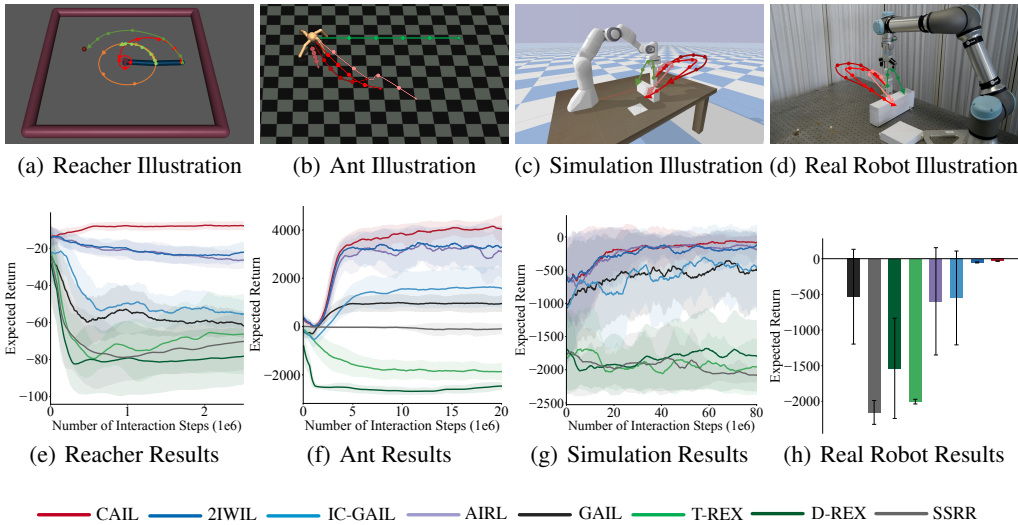 (a) Reacher Illustration
(b) Ant Illustration
(c) Simulation Illustration
(d) Real Robot Illustration
Expected Return
−20
−40
−60
−80
−100
0
1
2
Number of Interaction Steps (1e6)
(e) Reacher Results
Expected Return
4000
2000
0
−2000
0
5
10
15
20
Number of Interaction Steps (1e6)
(f) Ant Results
Expected Return
0
−500
−1000
−1500
−2000
−2500
0
20
40
60
80
Number of Interaction Steps (1e6)
(g) Simulation Results
Expected Return
0
−500
−1000
−1500
−2000
(h) Real Robot Results
CAIL 2IWIL IC-GAIL AIRL GAIL T-REX D-REX SSRR